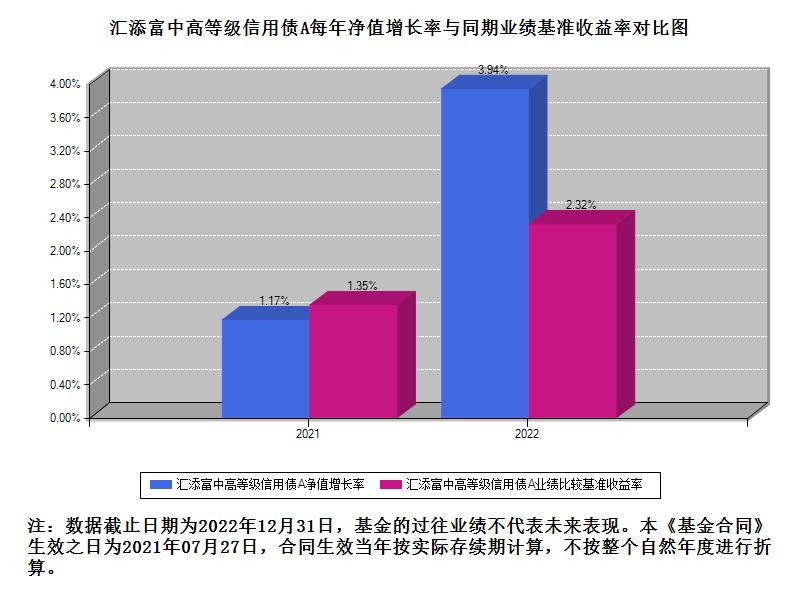 汇添富中高等级信用债A每年净值增长率与同期业绩基准收益率对比图
4.00%
3.60%
3.20%
2.80%
2.40%
2.00%
1.60%
1.20%
0.80%
0.40%
0.00%
1.17%
1.35%
3.94%
2.32%
2021
2022
汇添富中高等级信用债A净值增长率
汇添富中高等级信用债A业绩比较基准收益率
注：数据截止日期为2022年12月31日，基金的过往业绩不代表未来表现。本《基金合同》
生效之日为2021年07月27日，合同生效当年按实际存续期计算，不按整个自然年度进行折
算。